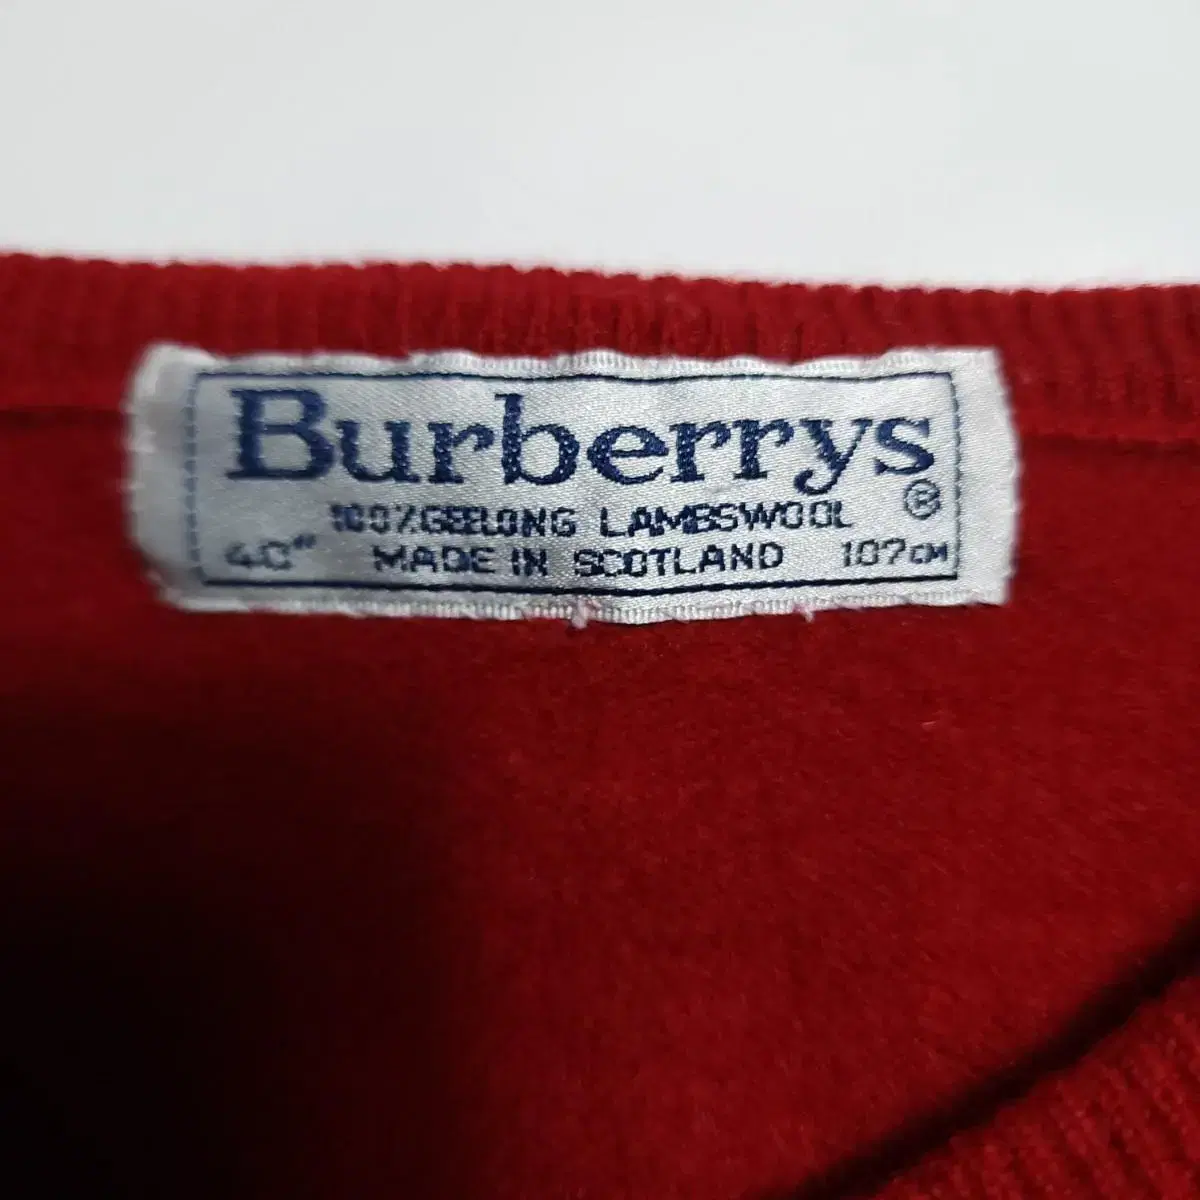 Burberrys
®
100% GEELONG LAMBSWOOL
40" MADE IN SCOTLAND 107CM